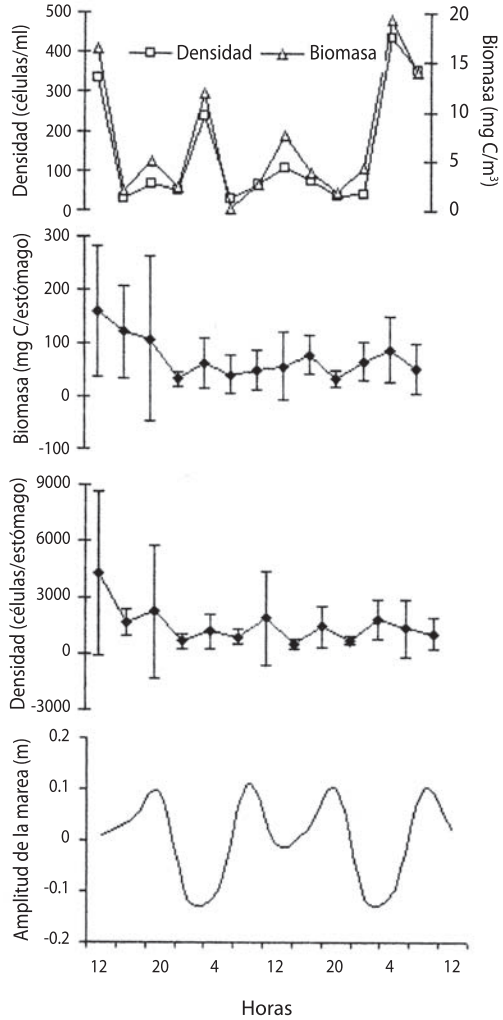 500
400
300
200
100
0
Densidad (células/ml)
Densidad
Biomasa
20
15
10
5
0
Biomasa (mg C/m³)
300
200
100
0
-100
Biomasa (mg C/estómago)
9000
6000
3000
0
-3000
Densidad (células/estómago)
0.2
0.1
0
-0.1
-0.2
Amplitud de la marea (m)
12 20 4 12 20 4 12
Horas